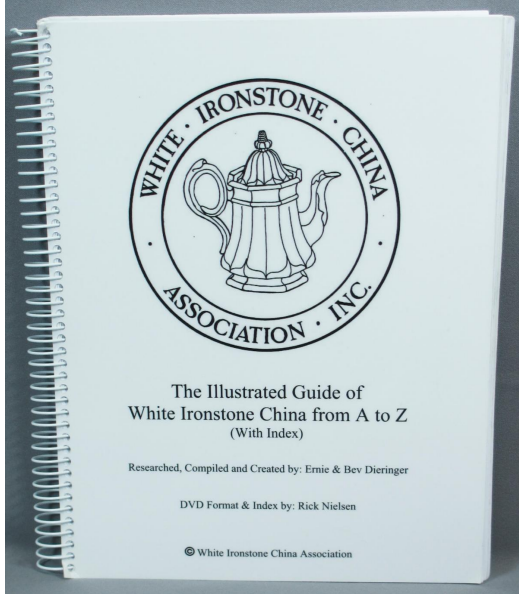 WHITE · IRONSTONE · CHINA
· ASSOCIATION · INC. ·
The Illustrated Guide of
White Ironstone China from A to Z
(With Index)
Researched, Compiled and Created by: Ernie & Bev Dieringer
DVD Format & Index by: Rick Nielsen
© White Ironstone China Association